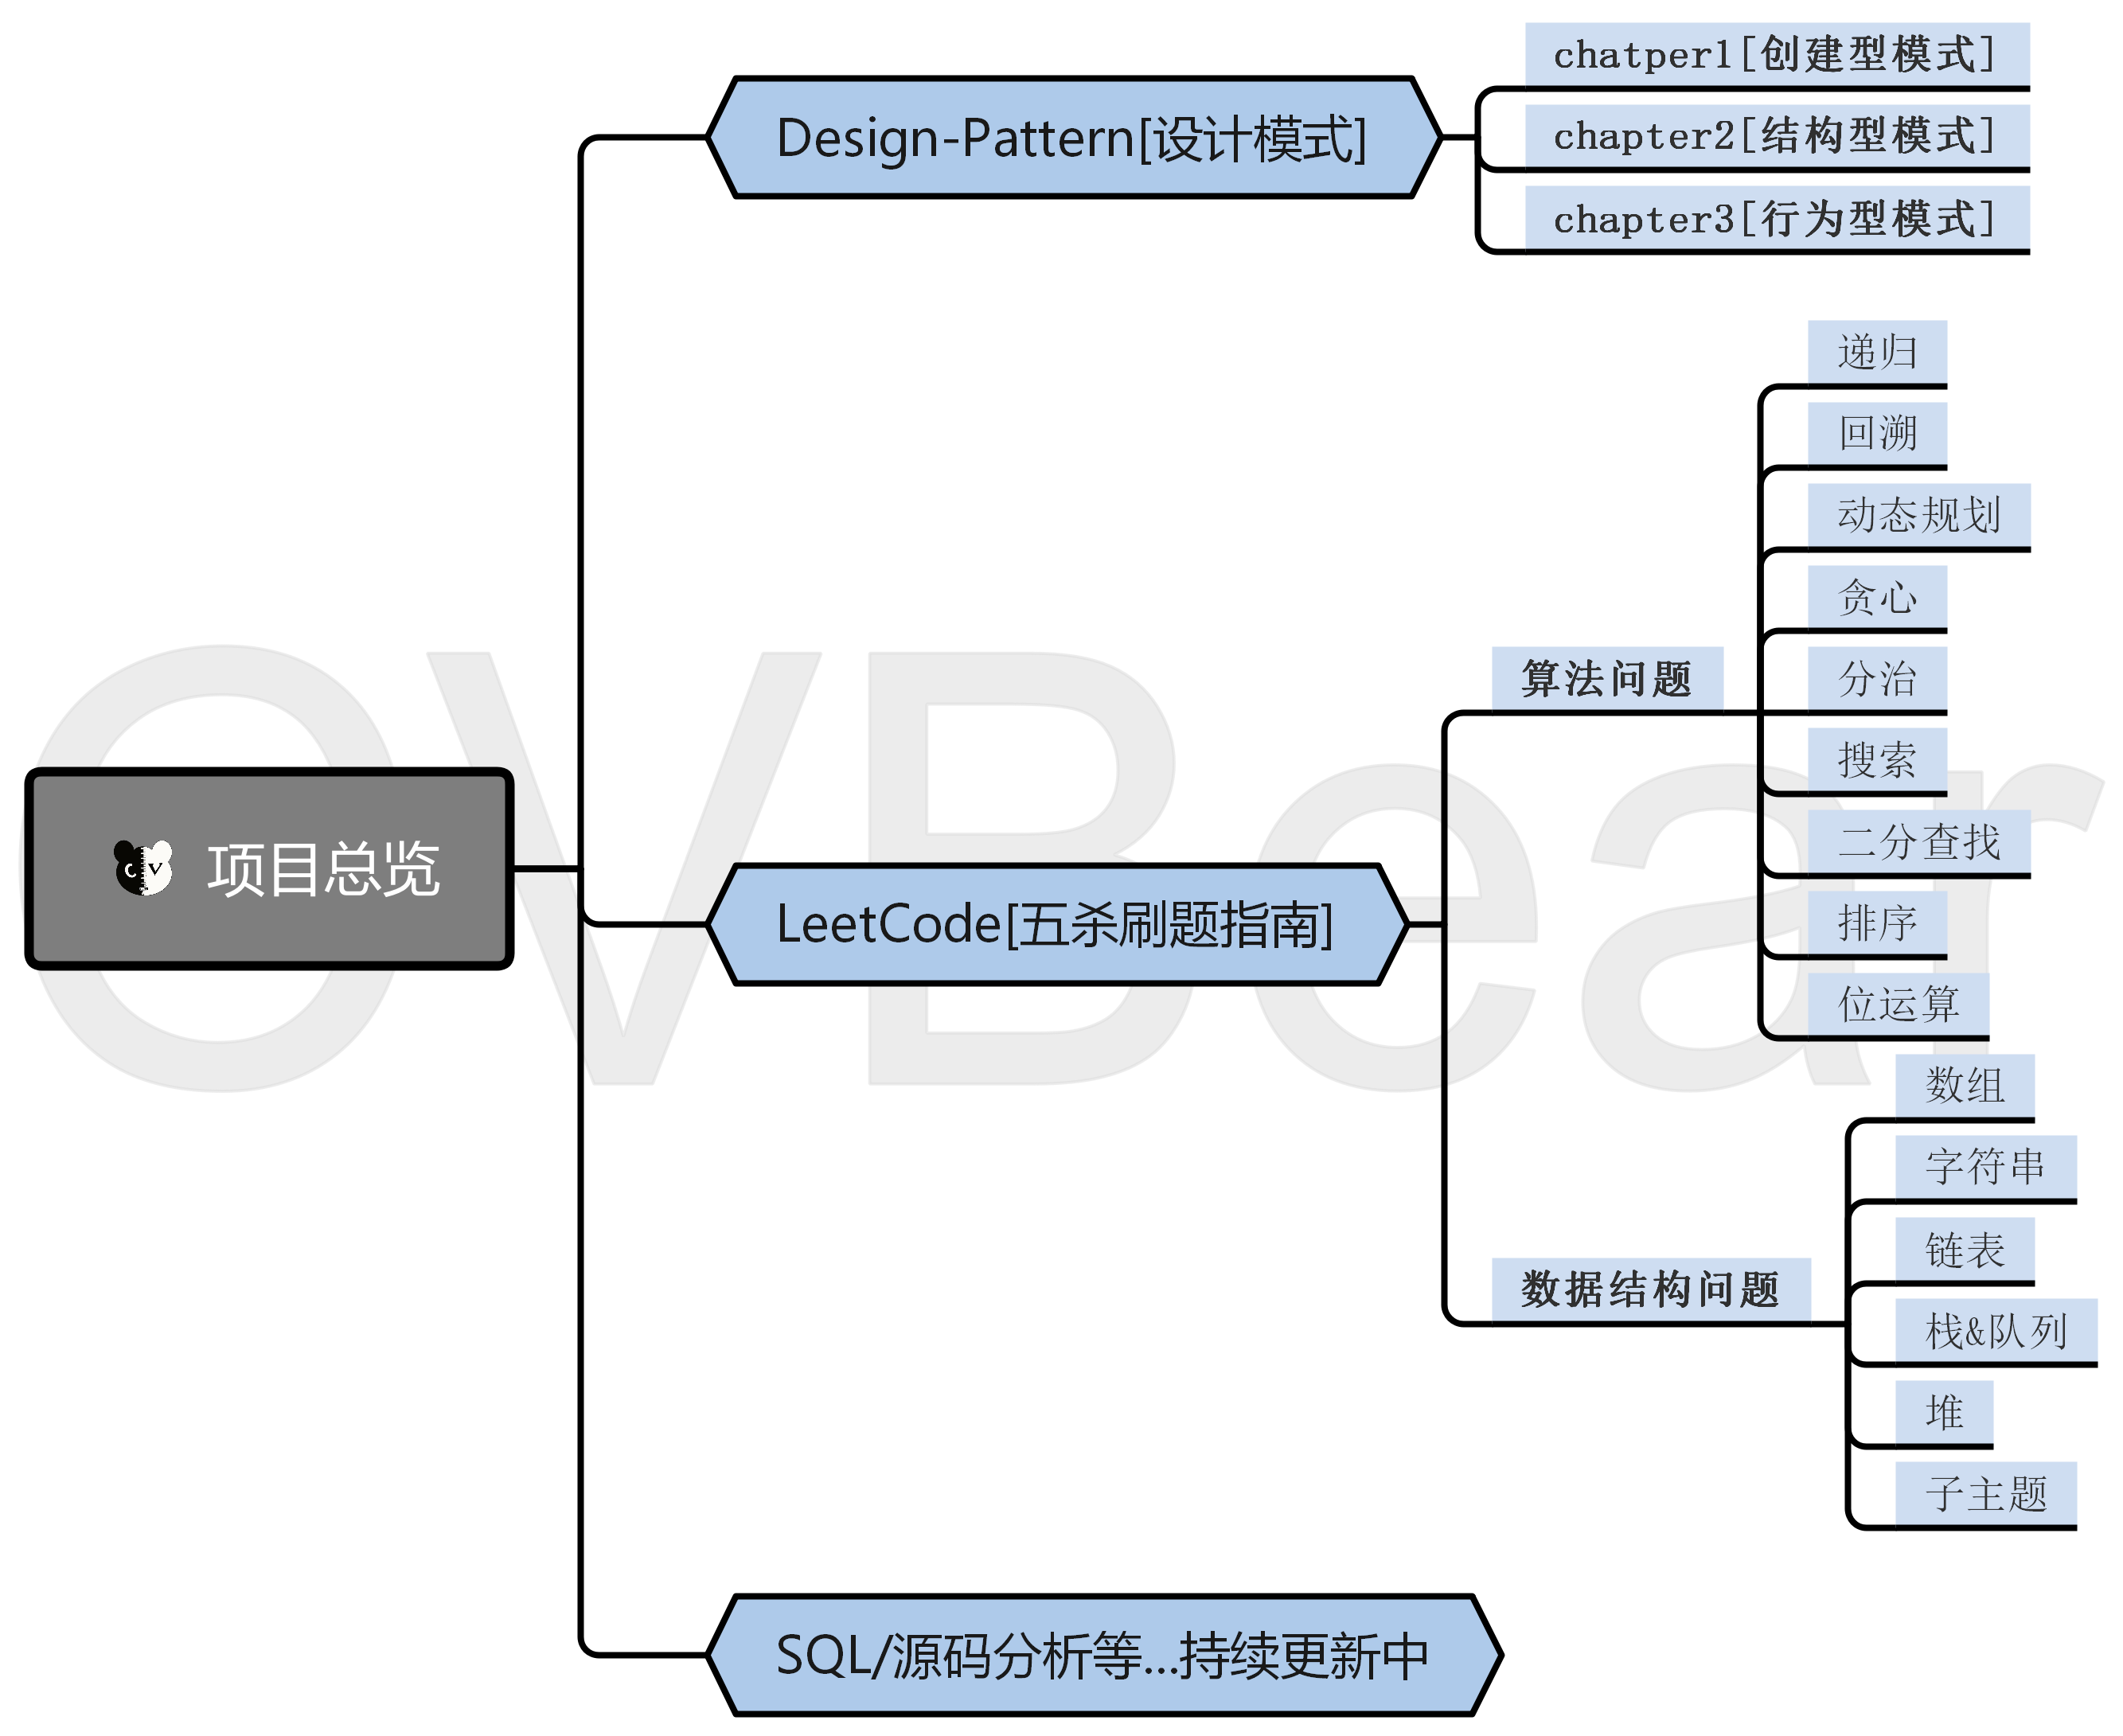 项目总览
Design-Pattern[设计模式]
chatper1[创建型模式]
chapter2[结构型模式]
chapter3[行为型模式]
LeetCode[五杀刷题指南]
算法问题
递归
回溯
动态规划
贪心
分治
搜索
二分查找
排序
位运算
数据结构问题
数组
字符串
链表
栈&队列
堆
子主题
SQL/源码分析等...持续更新中
CVBear